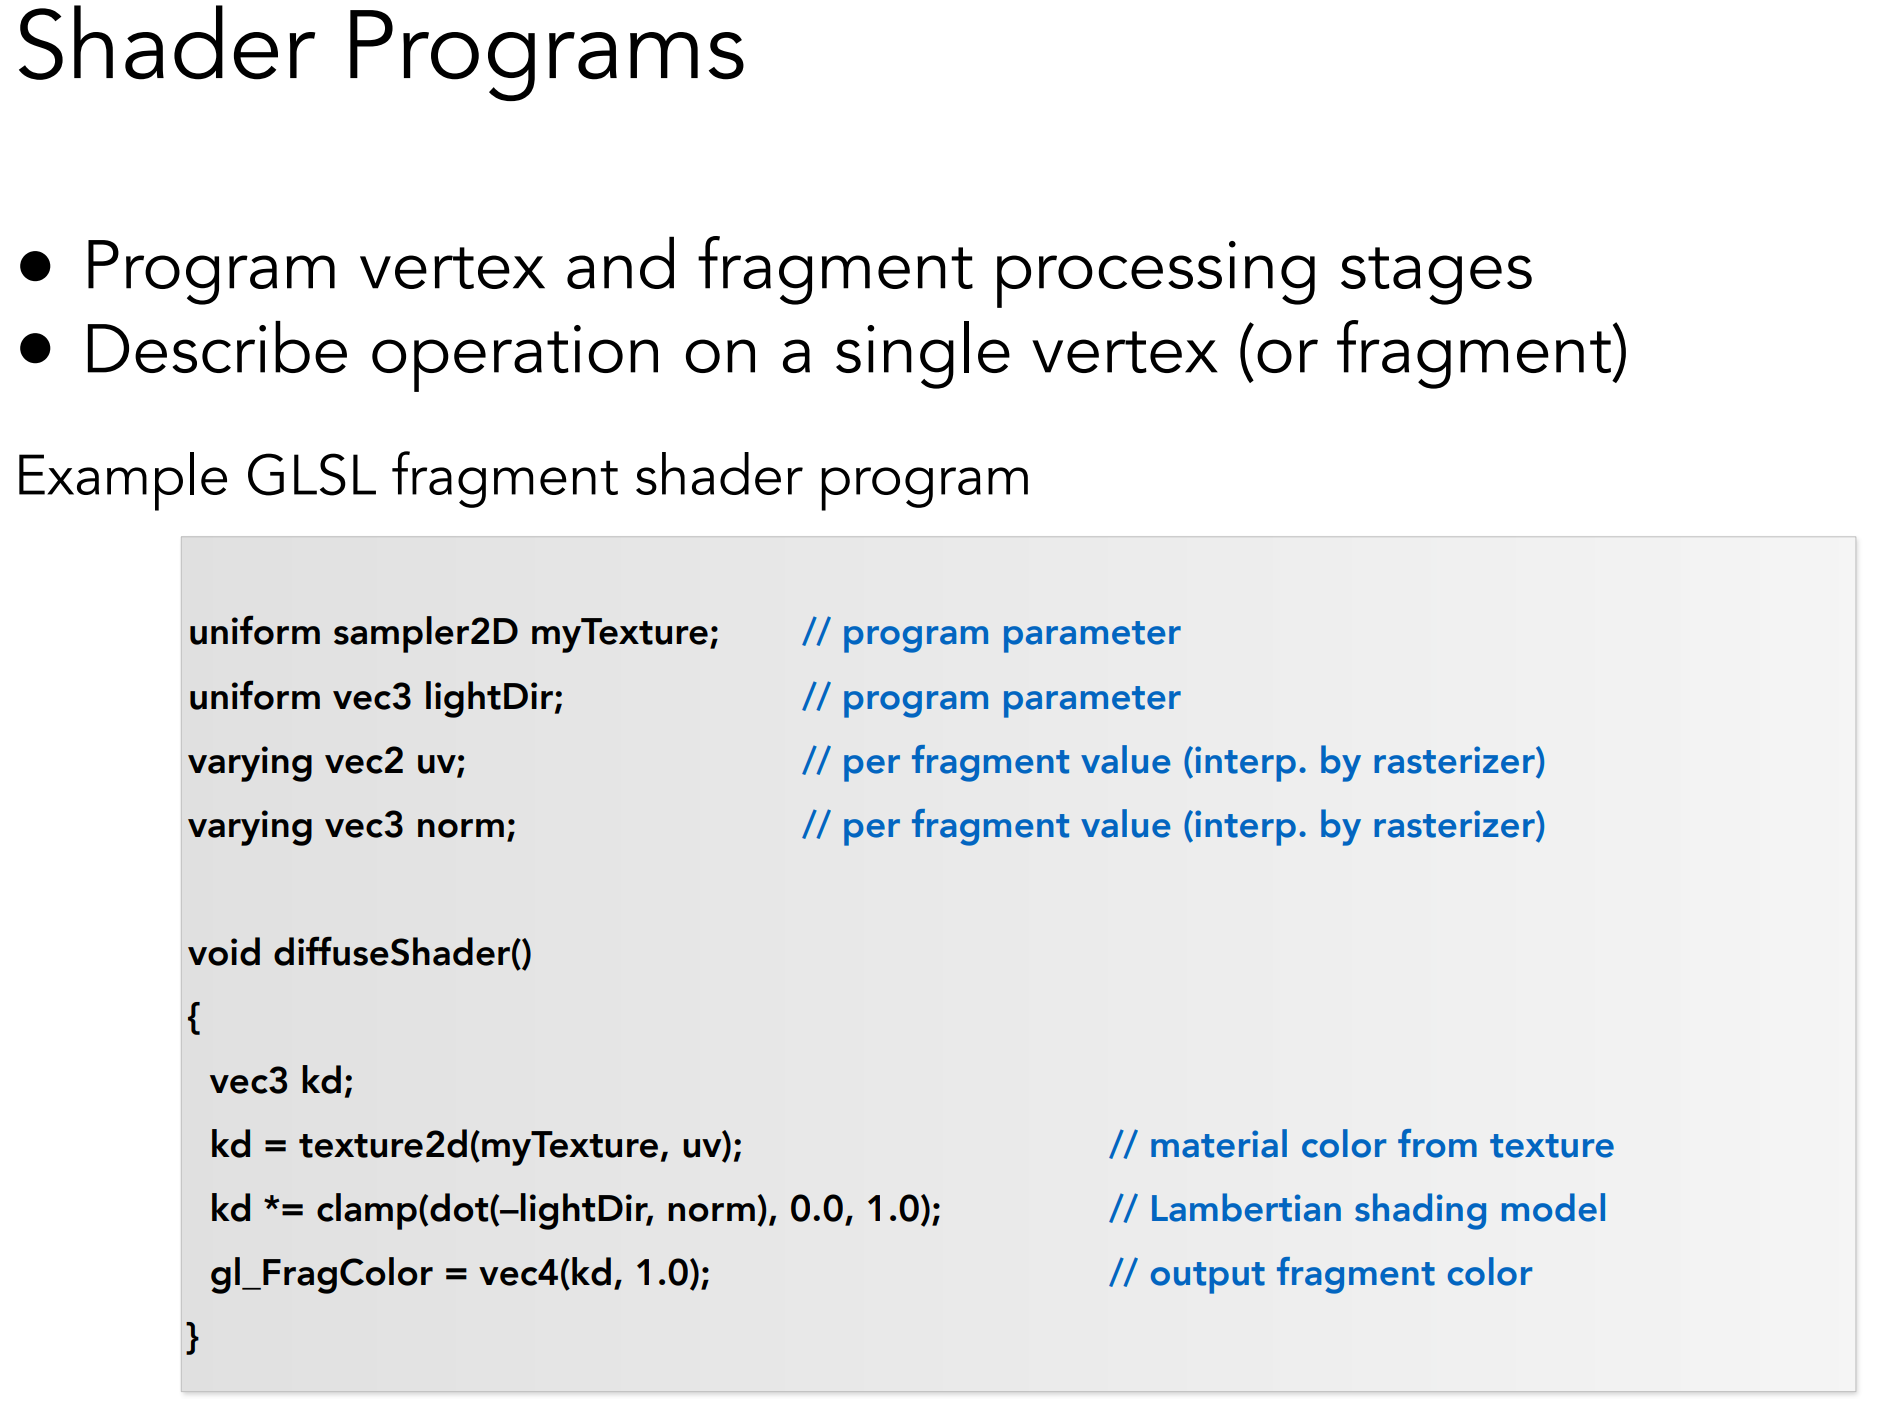 Shader Programs
● Program vertex and fragment processing stages
● Describe operation on a single vertex (or fragment)
Example GLSL fragment shader program
uniform sampler2D myTexture; // program parameter
uniform vec3 lightDir; // program parameter
varying vec2 uv; // per fragment value (interp. by rasterizer)
varying vec3 norm; // per fragment value (interp. by rasterizer)
void diffuseShader()
{
vec3 kd;
kd = texture2d(myTexture, uv); // material color from texture
kd *= clamp(dot(–lightDir, norm), 0.0, 1.0); // Lambertian shading model
gl_FragColor = vec4(kd, 1.0); // output fragment color
}